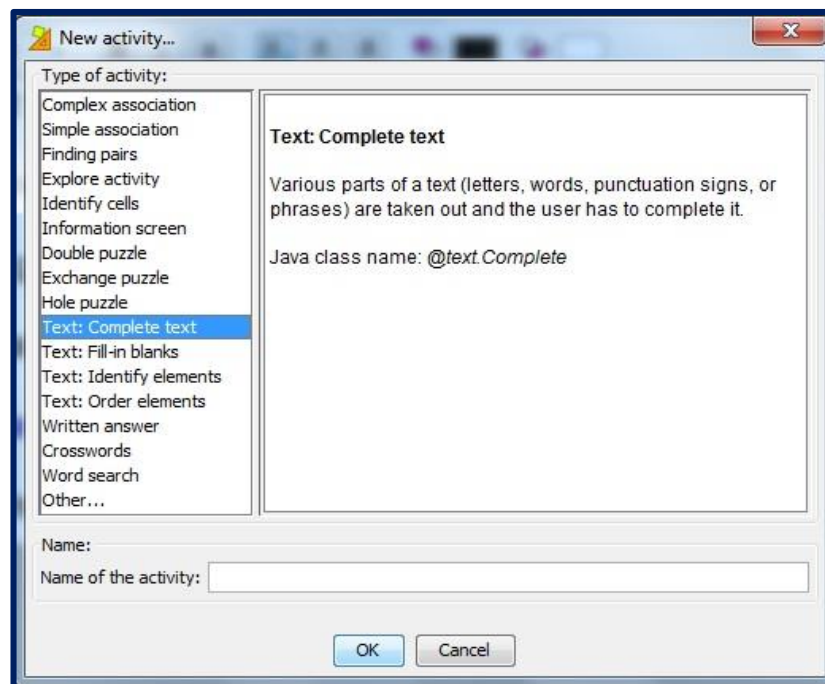 New activity...
Type of activity:
Complex association
Simple association
Finding pairs
Explore activity
Identify cells
Information screen
Double puzzle
Exchange puzzle
Hole puzzle
Text: Complete text
Text: Fill-in blanks
Text: Identify elements
Text: Order elements
Written answer
Crosswords
Word search
Other...
Text: Complete text
Various parts of a text (letters, words, punctuation signs, or
phrases) are taken out and the user has to complete it.
Java class name: @text.Complete
Name:
Name of the activity:
OK Cancel